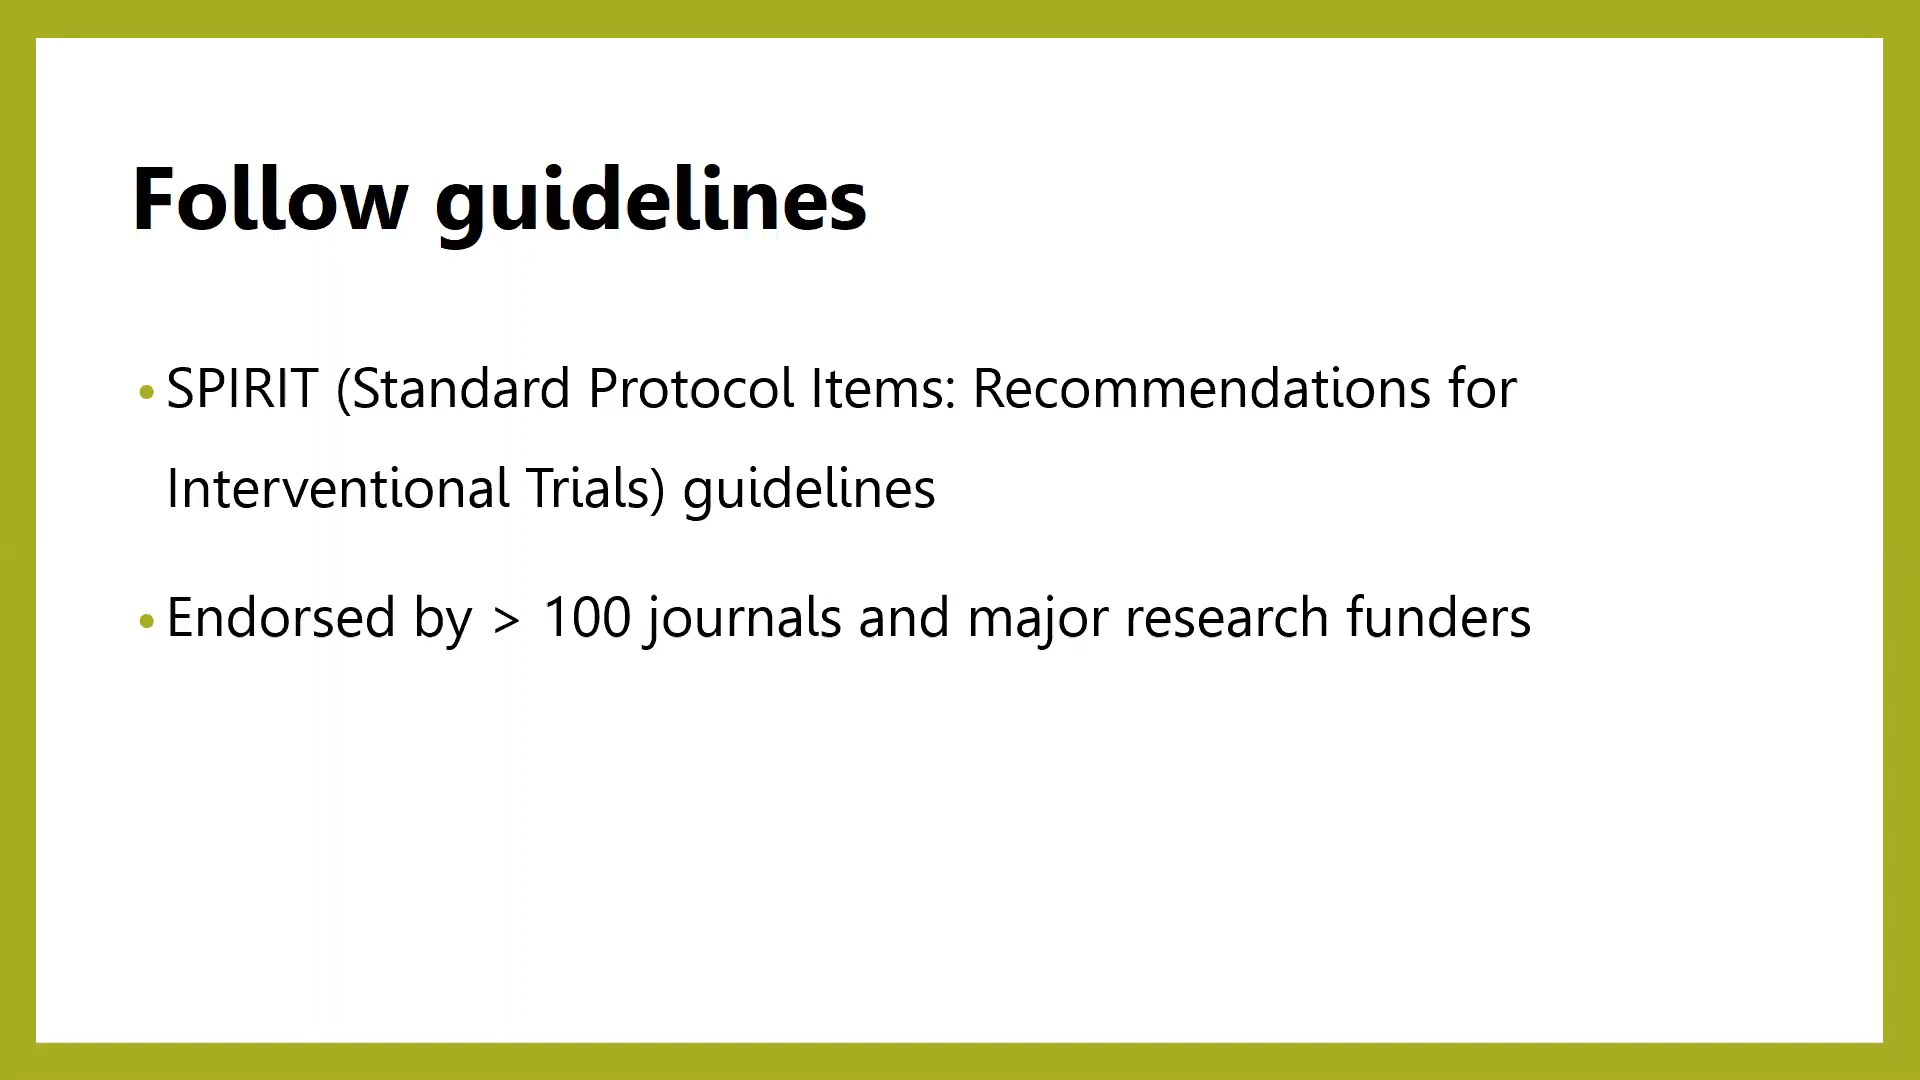 Follow guidelines
• SPIRIT (Standard Protocol Items: Recommendations for
Interventional Trials) guidelines
• Endorsed by > 100 journals and major research funders